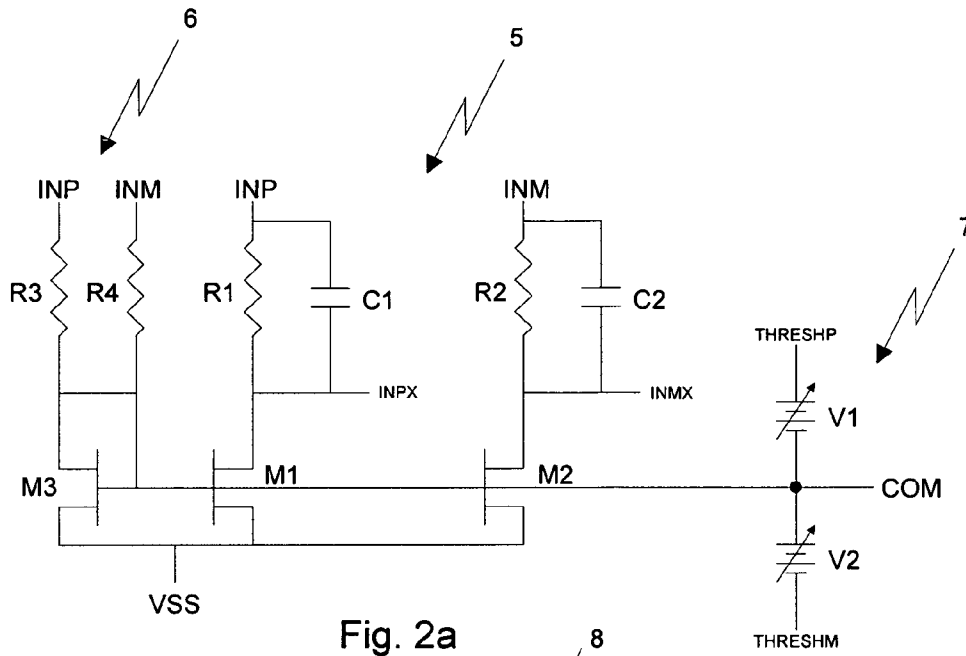 6
5
INP INM INP INM
7
R3 R4 R1 C1 R2 C2
THRESHP
INPX INMX
V1
M3 M1 M2
COM
V2
VSS
THRESHM
Fig. 2a
8